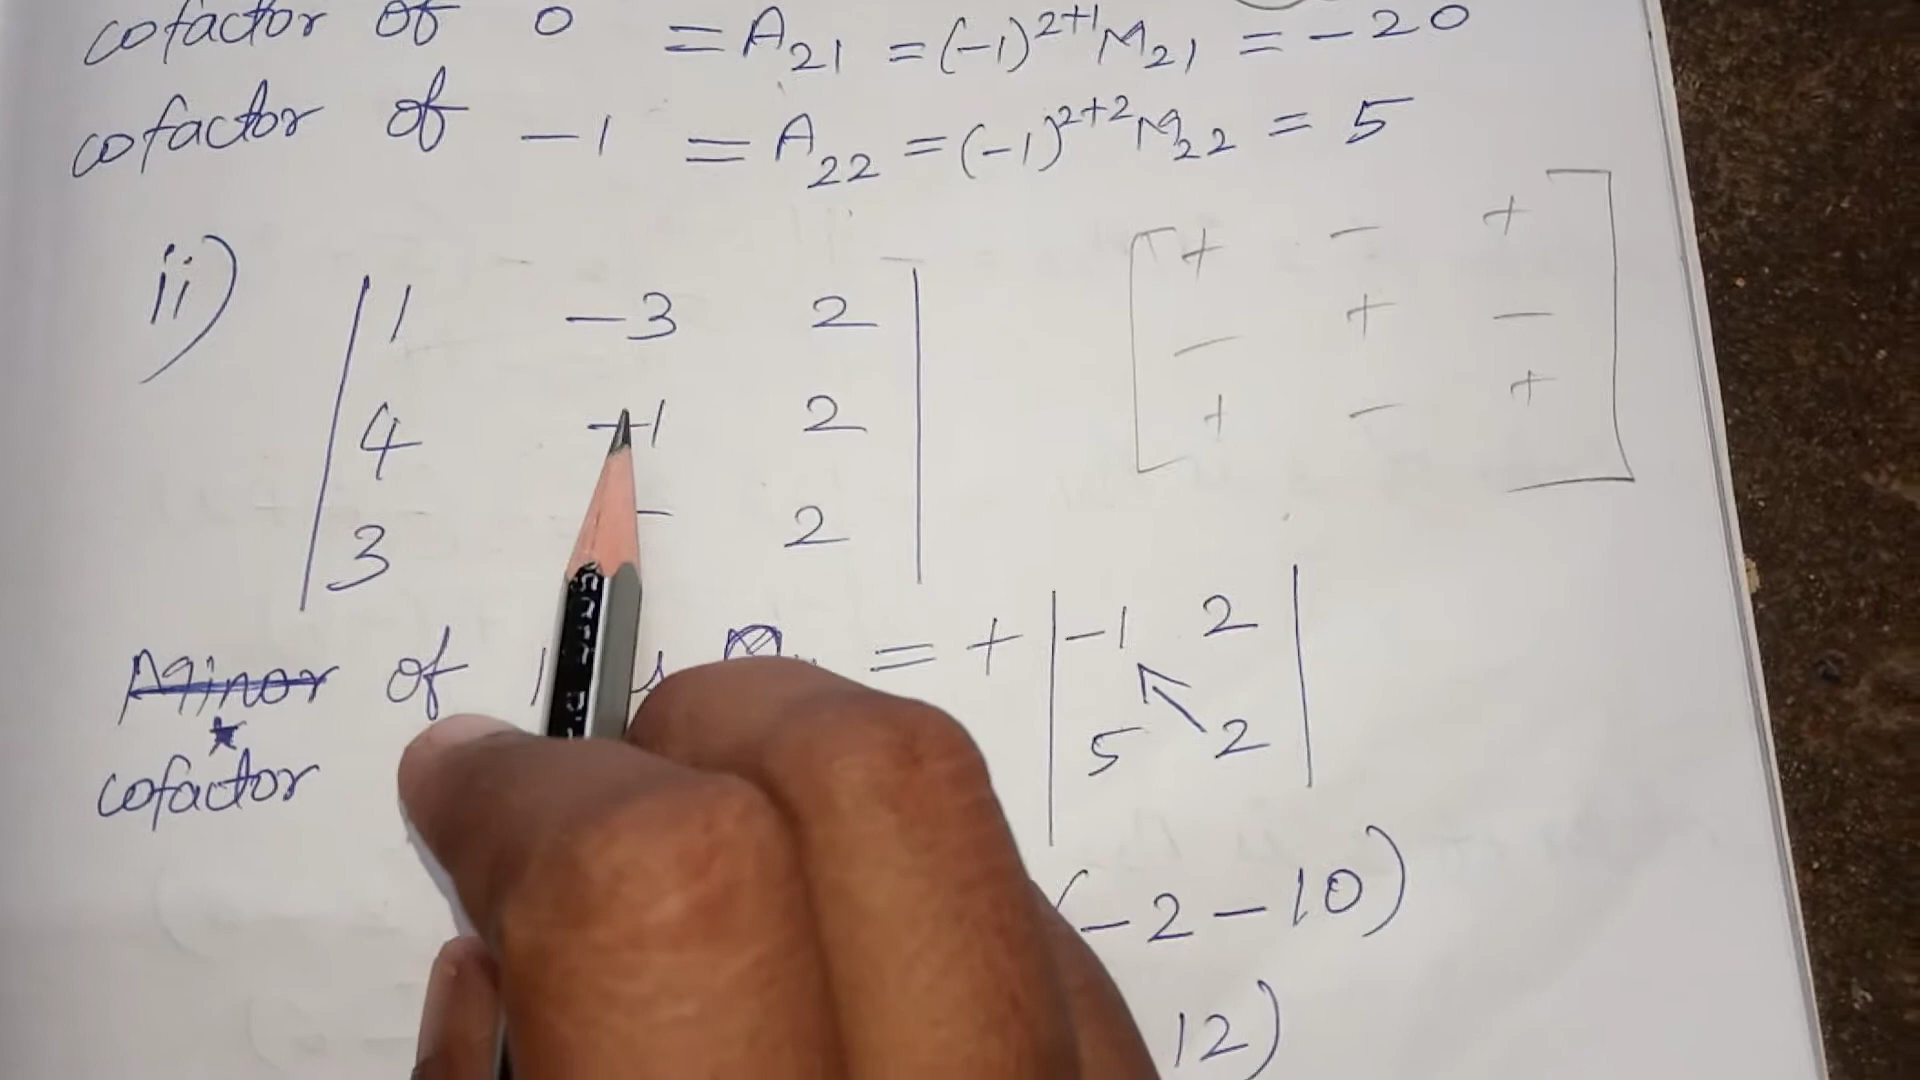 cofactor of 0 = A21 = (-1)^2+1 M21 = -20
cofactor of -1 = A22 = (-1)^2+2 M22 = 5
ii) | 1 -3 2 |
| 4 -1 2 |
| 3 2 |
[ + - +
- + -
+ - + ]
of 1 = + | -1 2 |
| 5 2 |
cofactor
(-2-10)
12)